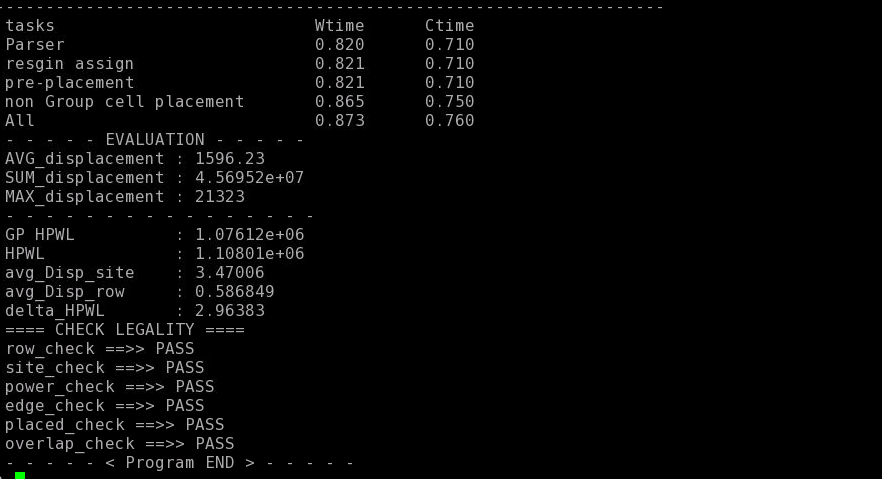 -------------------------------------------------------------------
tasks Wtime Ctime
Parser 0.820 0.710
resgin assign 0.821 0.710
pre-placement 0.821 0.710
non Group cell placement 0.865 0.750
All 0.873 0.760
- - - - - EVALUATION - - - - -
AVG_displacement : 1596.23
SUM_displacement : 4.56952e+07
MAX_displacement : 21323
- - - - - - - - - - - - - - - -
GP HPWL : 1.07612e+06
HPWL : 1.10801e+06
avg_Disp_site : 3.47006
avg_Disp_row : 0.586849
delta_HPWL : 2.96383
==== CHECK LEGALITY ====
row_check ==>> PASS
site_check ==>> PASS
power_check ==>> PASS
edge_check ==>> PASS
placed_check ==>> PASS
overlap_check ==>> PASS
- - - - - < Program END > - - - - -